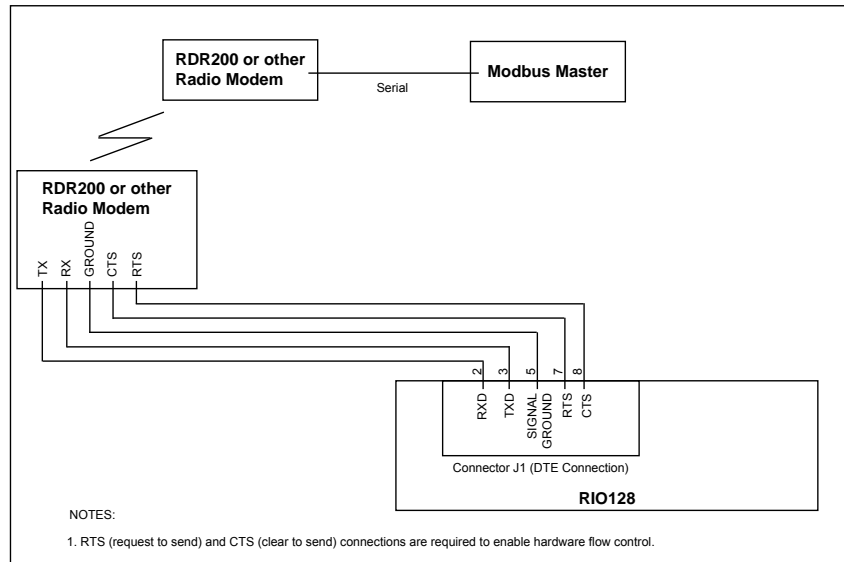 RDR200 or other
Radio Modem
Serial
Modbus Master
RDR200 or other
Radio Modem
TX
RX
GROUND
CTS
RTS
2
3
5
7
8
RXD
TXD
SIGNAL
GROUND
RTS
CTS
Connector J1 (DTE Connection)
RIO128
NOTES:
1. RTS (request to send) and CTS (clear to send) connections are required to enable hardware flow control.